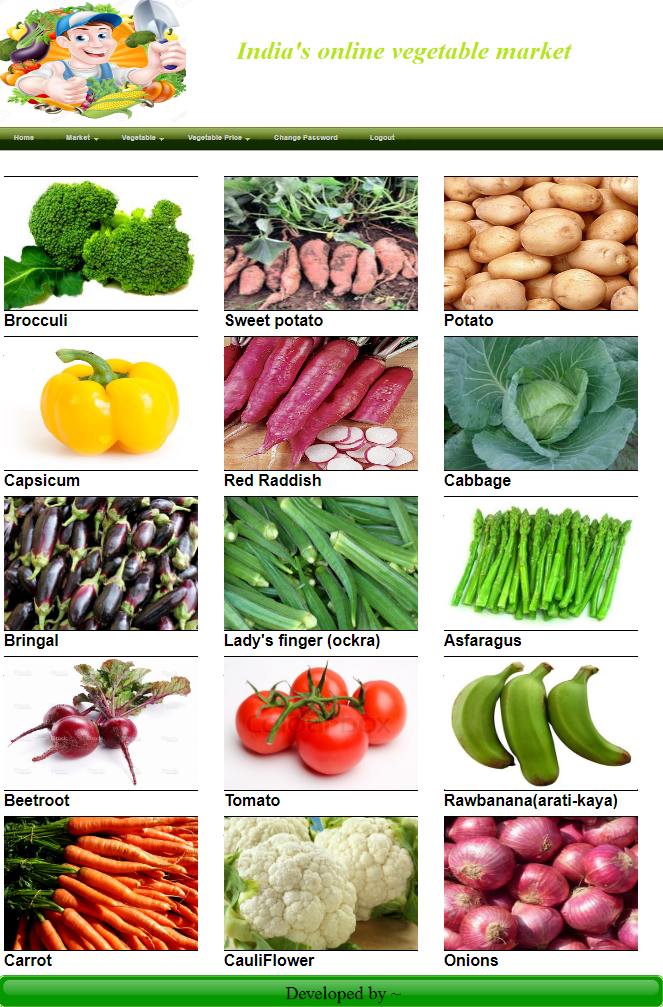 India's online vegetable market
Home Market Vegetable Vegetable Price Change Password Logout
Brocculi Sweet potato Potato
Capsicum Red Raddish Cabbage
Bringal Lady's finger (ockra) Asfaragus
Beetroot Tomato Rawbanana(arati-kaya)
Carrot CauliFlower Onions
Developed by ~